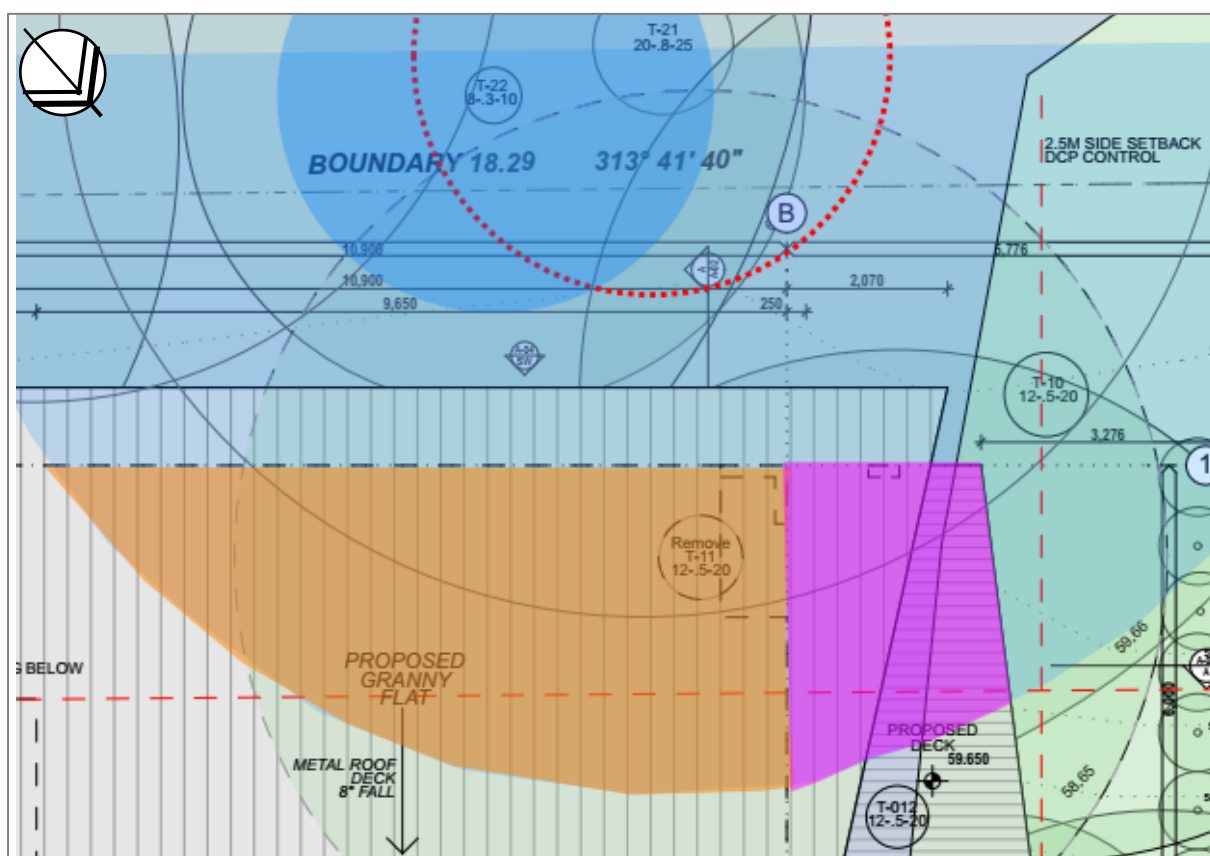 T-21
20-.8-25
T-22
8-.3-10
2.5M SIDE SETBACK
DCP CONTROL
BOUNDARY 18.29 313° 41' 40"
B
10,900
5,776
10,900
2,070
9,650
250
A
SW
T-10
12-.5-20
3,276
1
Remove
T-11
12-.5-20
59.66
G BELOW
PROPOSED
GRANNY
FLAT
PROPOSED
DECK
59.650
METAL ROOF
DECK
8° FALL
58.65
T-012
12-.5-20